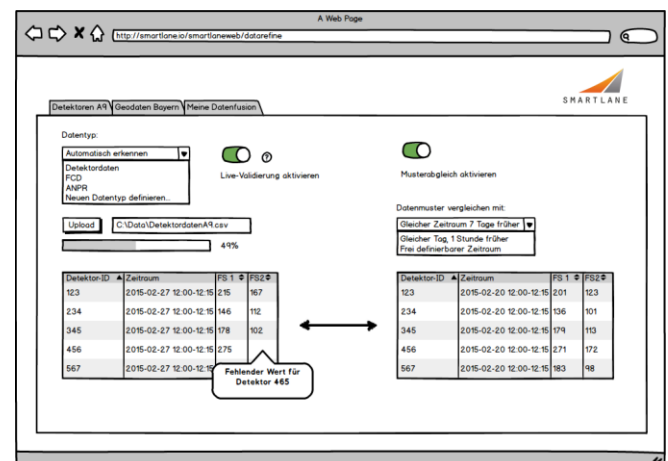 A Web Page
http://smartlane.io/smartlaneweb/datarefine
SMARTLANE
Detektoren A9 Geodaten Bayern Meine Datenfusion
Datentyp:
Automatisch erkennen
Detektordaten
FCD
ANPR
Neuen Datentyp definieren...
Live-Validierung aktivieren
Musterabgleich aktivieren
Datenmuster vergleichen mit:
Gleicher Zeitraum 7 Tage früher
Gleicher Tag, 1 Stunde früher
Frei definierbarer Zeitraum
Upload C:\Data\DetektordatenA9.csv
49%
Detektor-ID Zeitraum FS 1 FS2
123 2015-02-27 12:00-12:15 215 167
234 2015-02-27 12:00-12:15 146 112
345 2015-02-27 12:00-12:15 178 102
456 2015-02-27 12:00-12:15 275
567 2015-02-27 12:00-12:15
Fehlender Wert für
Detektor 465
Detektor-ID Zeitraum FS 1 FS2
123 2015-02-20 12:00-12:15 201 123
234 2015-02-20 12:00-12:15 136 101
345 2015-02-20 12:00-12:15 179 113
456 2015-02-20 12:00-12:15 271 172
567 2015-02-20 12:00-12:15 183 98